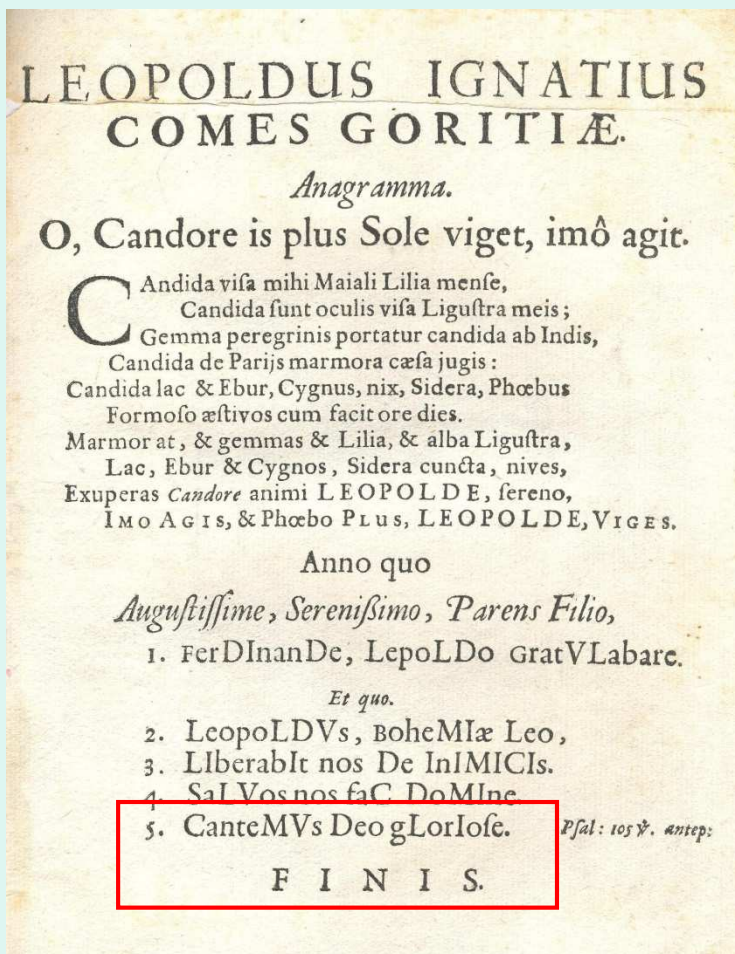 LEOPOLDUS IGNATIUS
COMES GORITIÆ.
Anagramma.
O, Candore is plus Sole viget, imô agit.
CAndida viſa mihi Maiali Lilia menſe,
Candida ſunt oculis viſa Liguſtra meis;
Gemma peregrinis portatur candida ab Indis,
Candida de Parijs marmora cæſa jugis:
Candida lac & Ebur, Cygnus, nix, Sidera, Phœbus
Formoſo æſtivos cum facit ore dies.
Marmor at, & gemmas & Lilia, & alba Liguſtra,
Lac, Ebur & Cygnos, Sidera cuncta, nives,
Exuperas Candore animi LEOPOLDE, ſereno,
IMO AGIS, & Phœbo PLUS, LEOPOLDE, VIGES.
Anno quo
Auguſtiſſime, Sereniſſimo, Parens Filio,
1. FerDInanDe, LepoLDo GratVLabare.
Et quo.
2. LeopoLDVs, BoheMIæ Leo,
3. LIberabIt nos De InIMICIs.
4. SaLVos nos faC DoMIne.
5. CanteMVs Deo gLorIoſe. Pſal: 105 ꝟ. antep:
FINIS.